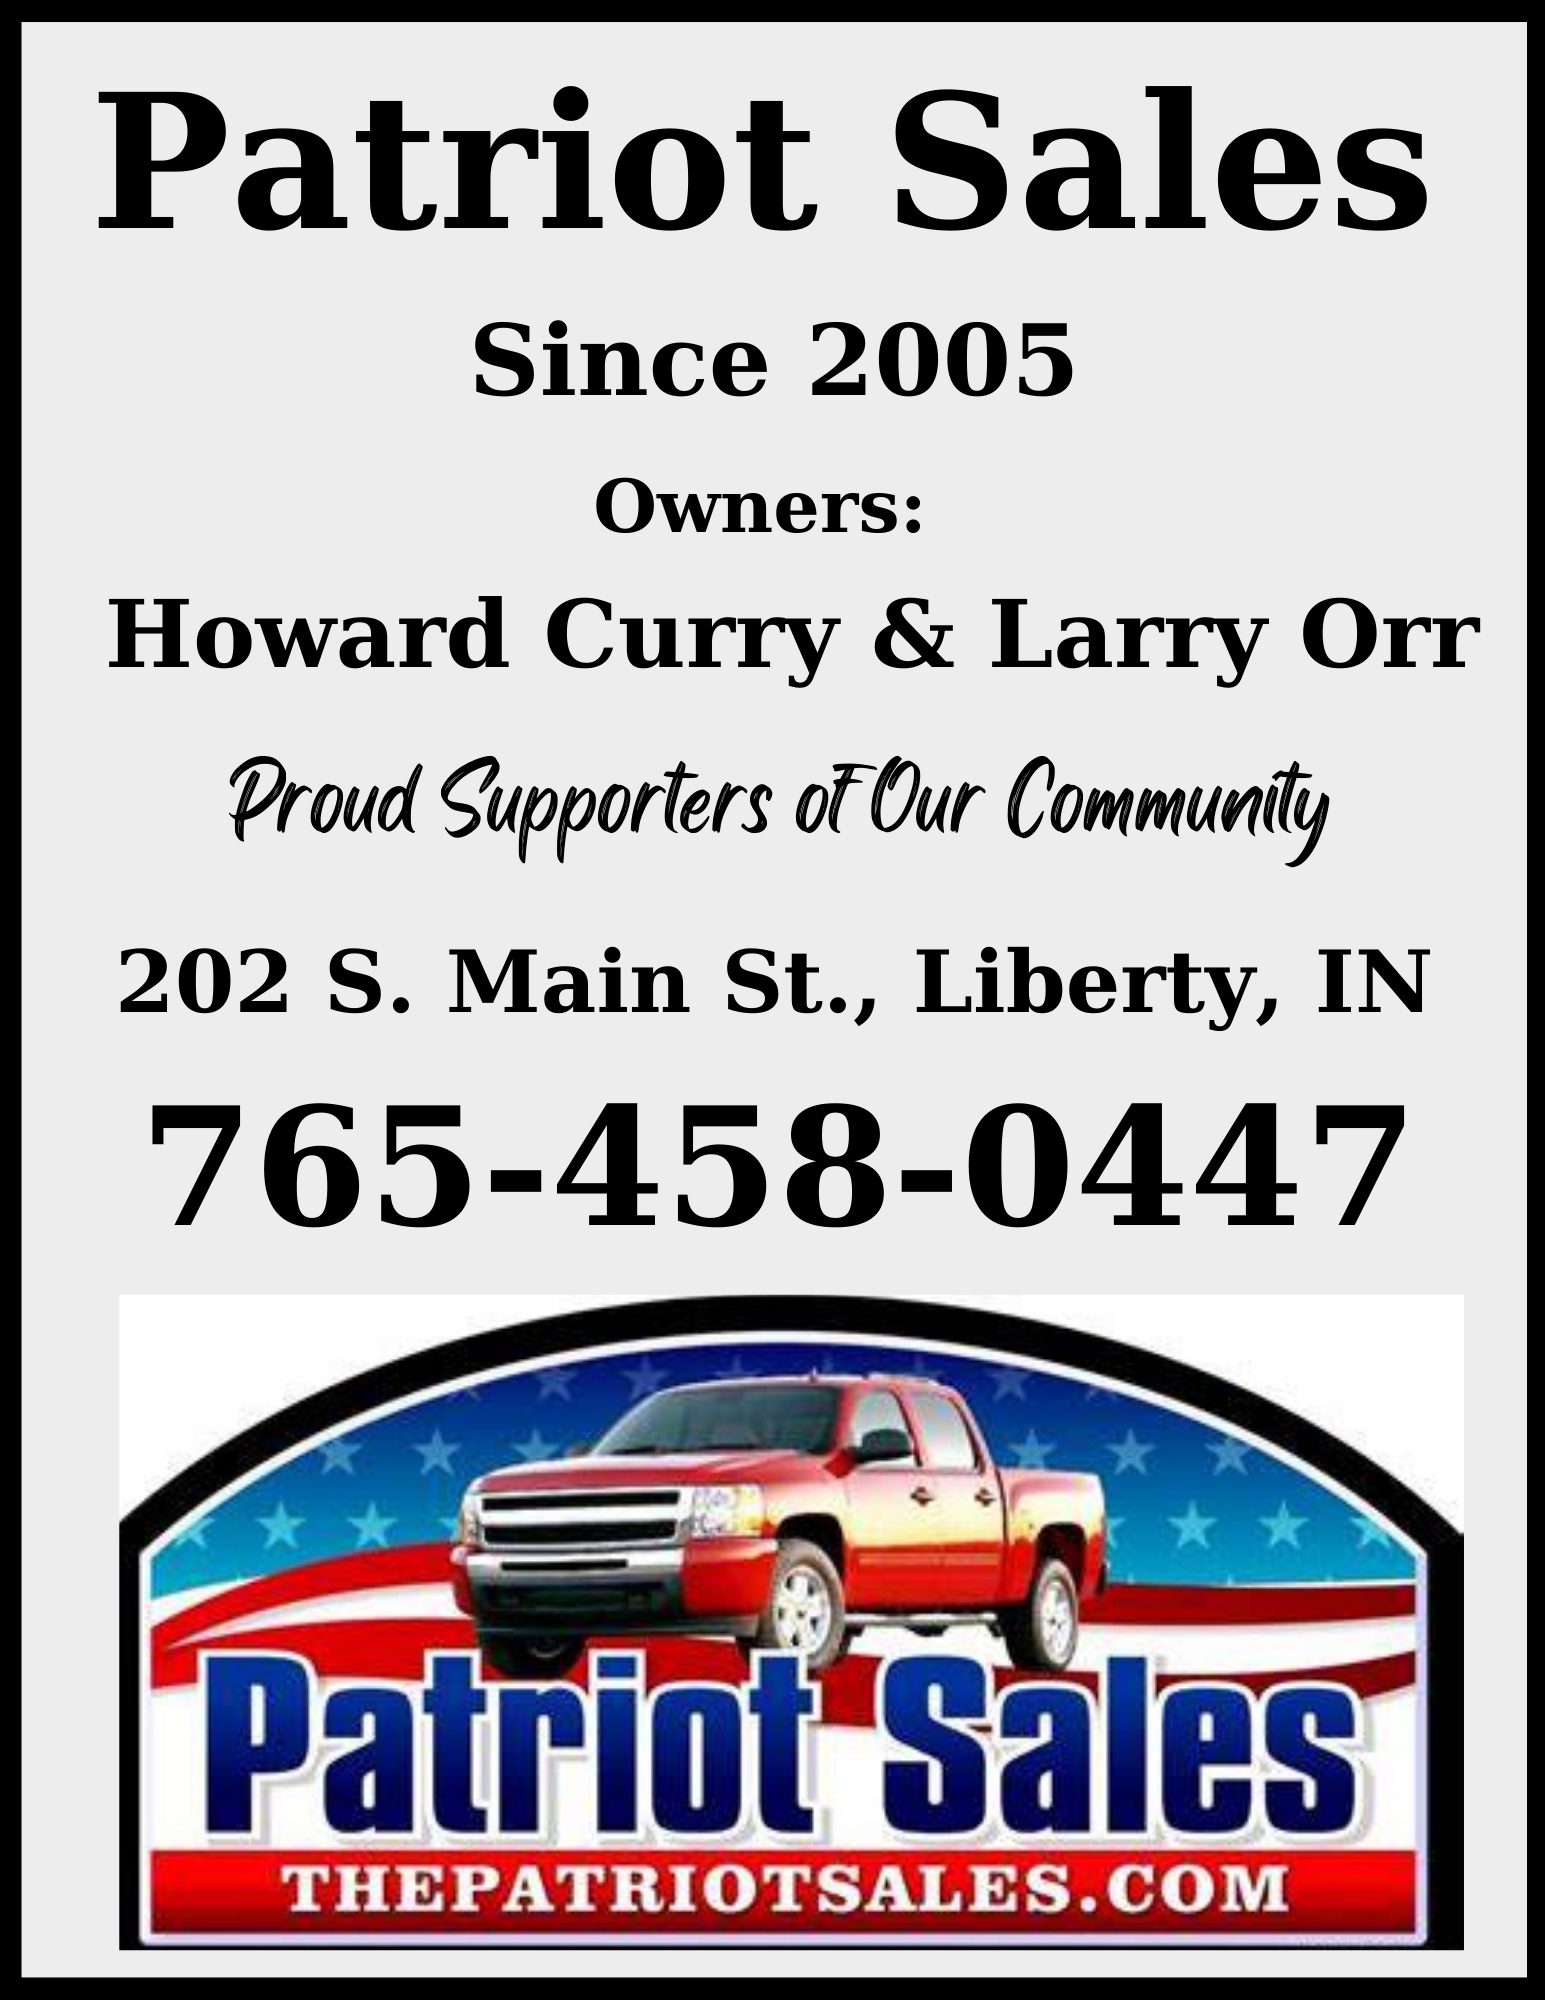 Patriot Sales
Since 2005
Owners:
Howard Curry & Larry Orr
Proud Supporters of Our Community
202 S. Main St., Liberty, IN
765-458-0447
Patriot Sales
THEPATRIOTSALES.COM